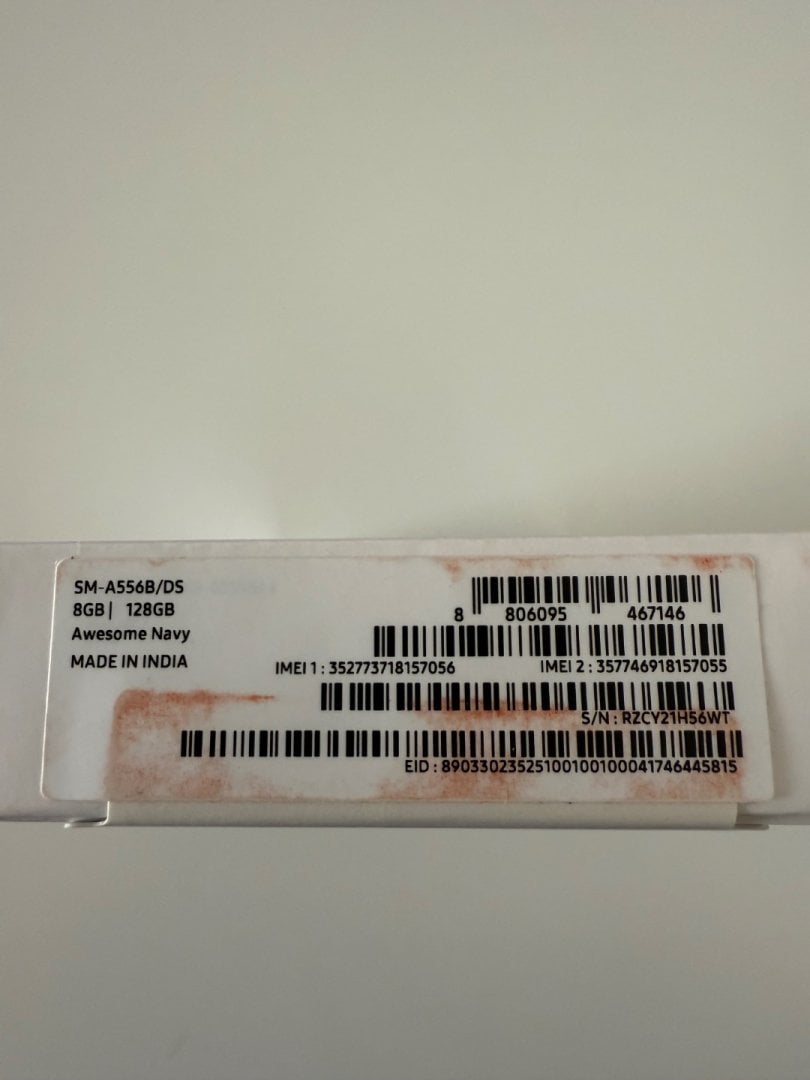 SM-A556B/DS
8GB | 128GB
Awesome Navy
MADE IN INDIA
8 806095 467146
IMEI 1 : 352773718157056 IMEI 2 : 357746918157055
S/N : RZCY21H56WT
EID : 89033023525100100100041746445815